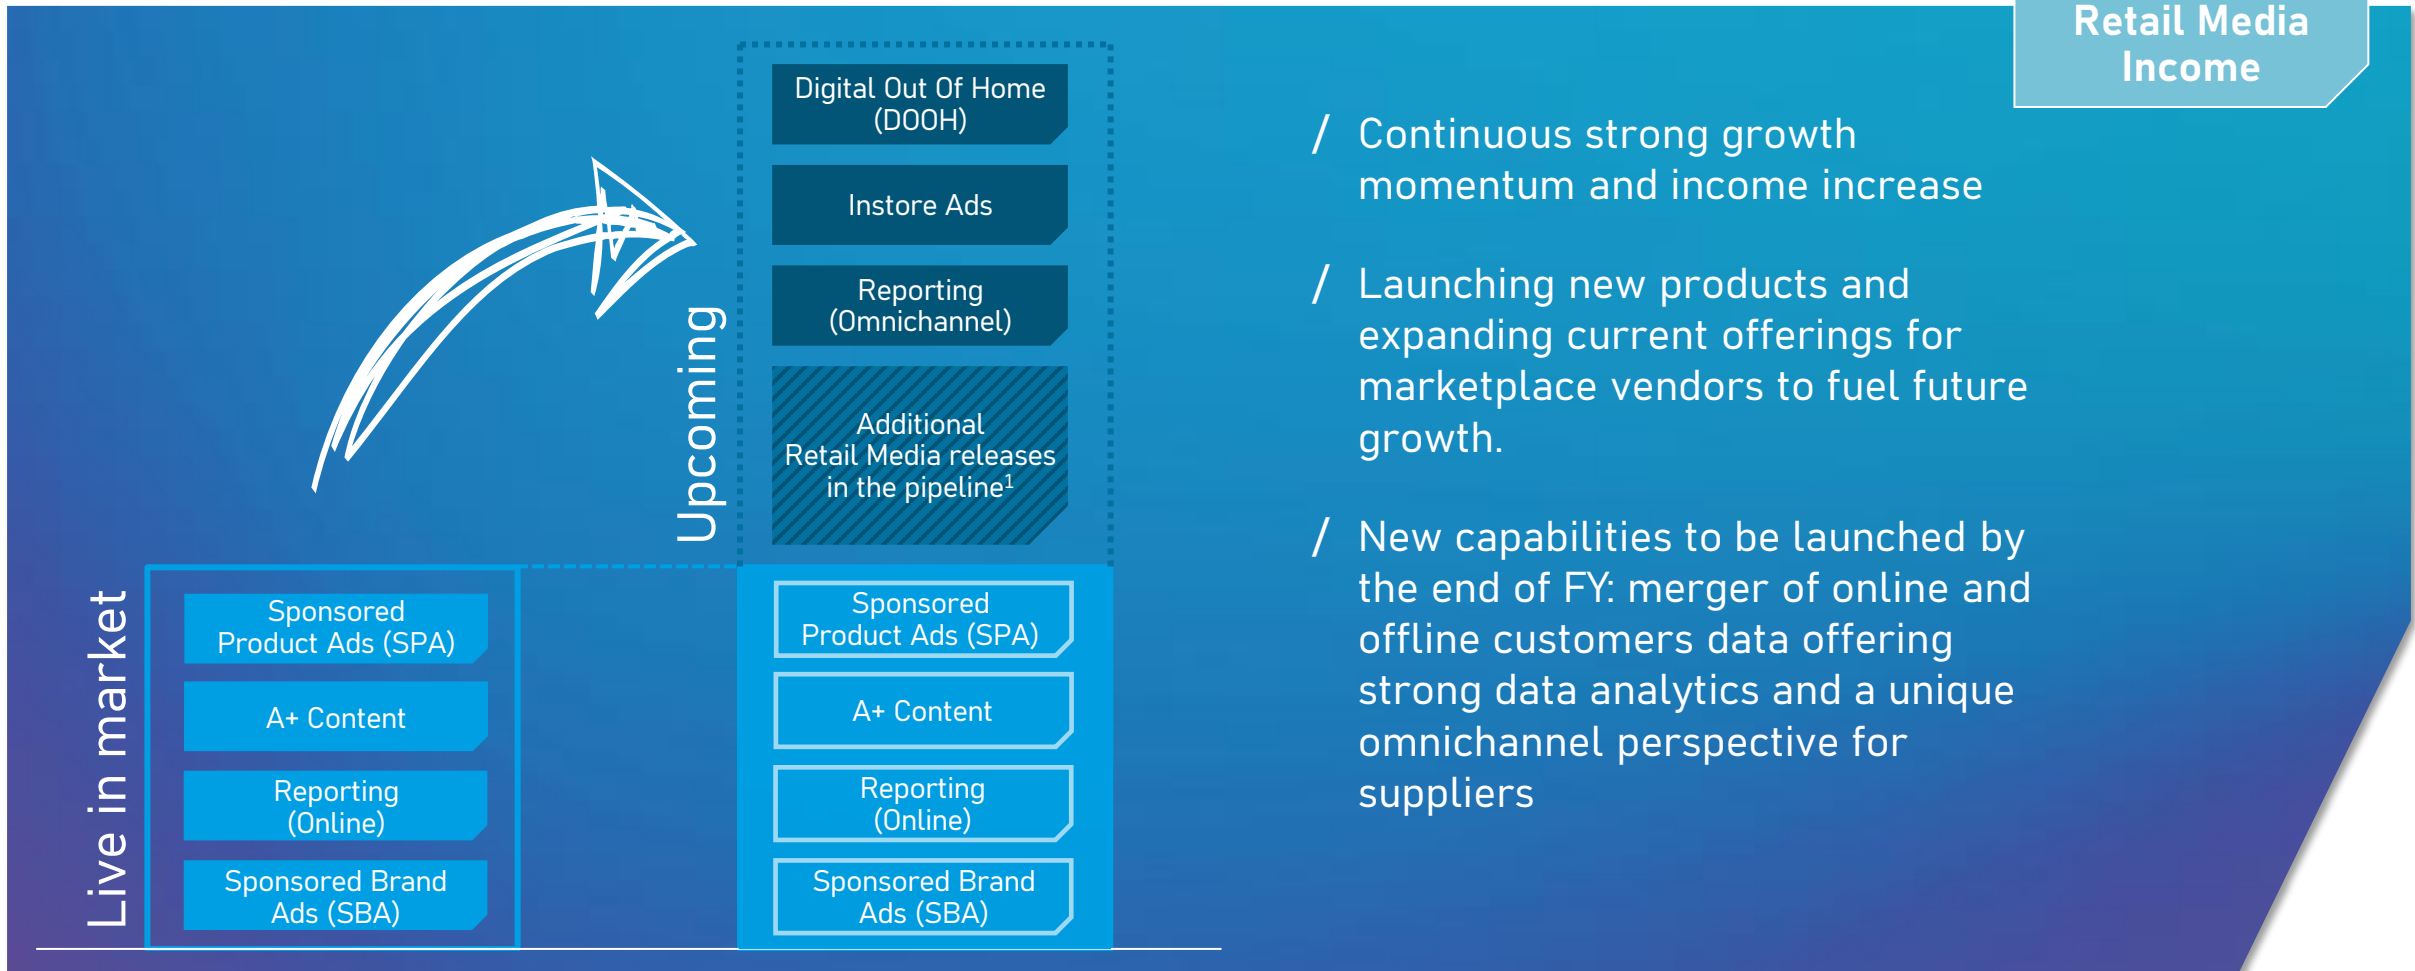 Retail Media
Income
Live in market
Sponsored
Product Ads (SPA)
A+ Content
Reporting
(Online)
Sponsored Brand
Ads (SBA)
Upcoming
Digital Out Of Home
(DOOH)
Instore Ads
Reporting
(Omnichannel)
Additional
Retail Media releases
in the pipeline¹
Sponsored
Product Ads (SPA)
A+ Content
Reporting
(Online)
Sponsored Brand
Ads (SBA)
/ Continuous strong growth
momentum and income increase
/ Launching new products and
expanding current offerings for
marketplace vendors to fuel future
growth.
/ New capabilities to be launched by
the end of FY: merger of online and
offline customers data offering
strong data analytics and a unique
omnichannel perspective for
suppliers